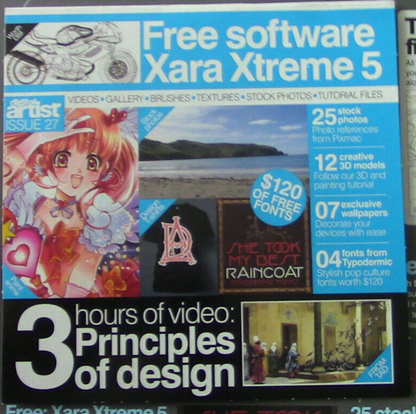 Free software
Xara Xtreme 5
VIDEOS • GALLERY • BRUSHES • TEXTURES • STOCK PHOTOS • TUTORIAL FILES
artist
ISSUE 27
25 stock
photos
Photo references
from Pixmac
12 creative
3D models
Follow our 3D and
painting tutorial
$120
OF FREE
FONTS
07 exclusive
wallpapers
Decorate your
devices with ease
SHE TOOK
MY BEST
RAINCOAT
04 fonts from
Typodermic
Stylish pop culture
fonts worth $120
3 hours of video:
Principles
of design
FROM
TAD
Free: Xara Xtreme 5